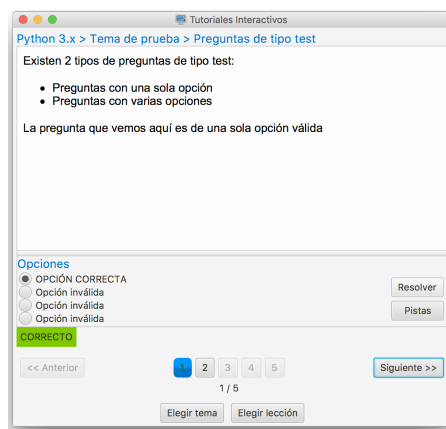 Tutoriales Interactivos
Python 3.x > Tema de prueba > Preguntas de tipo test
Existen 2 tipos de preguntas de tipo test:
• Preguntas con una sola opción
• Preguntas con varias opciones
La pregunta que vemos aquí es de una sola opción válida
Opciones
OPCIÓN CORRECTA
Opción inválida
Opción inválida
Opción inválida
Resolver
Pistas
CORRECTO
<< Anterior
1 2 3 4 5
Siguiente >>
1 / 5
Elegir tema Elegir lección